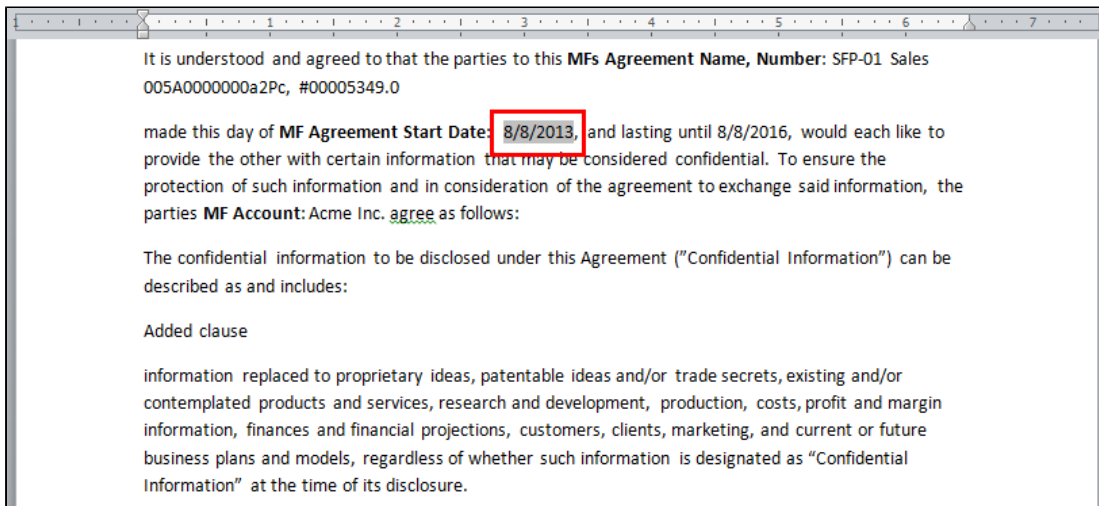 1 1 2 3 4 5 6 7
It is understood and agreed to that the parties to this MFs Agreement Name, Number: SFP-01 Sales
005A0000000a2Pc, #00005349.0
made this day of MF Agreement Start Date: 8/8/2013, and lasting until 8/8/2016, would each like to
provide the other with certain information that may be considered confidential. To ensure the
protection of such information and in consideration of the agreement to exchange said information, the
parties MF Account: Acme Inc. agree as follows:
The confidential information to be disclosed under this Agreement (”Confidential Information”) can be
described as and includes:
Added clause
information replaced to proprietary ideas, patentable ideas and/or trade secrets, existing and/or
contemplated products and services, research and development, production, costs, profit and margin
information, finances and financial projections, customers, clients, marketing, and current or future
business plans and models, regardless of whether such information is designated as “Confidential
Information” at the time of its disclosure.